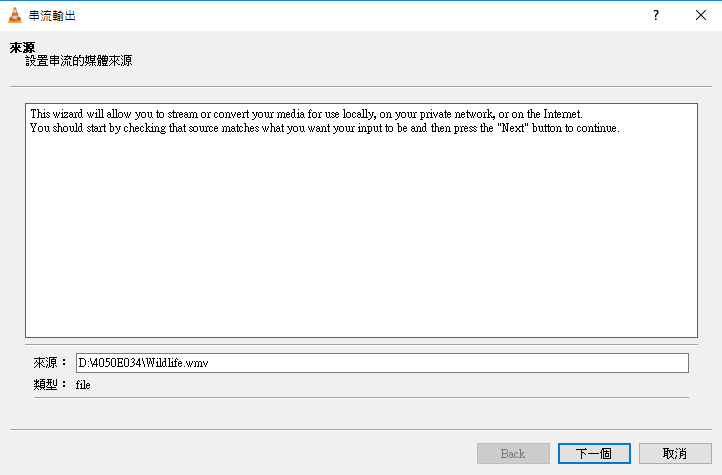 串流輸出
?
來源
設置串流的媒體來源
This wizard will allow you to stream or convert your media for use locally, on your private network, or on the Internet.
You should start by checking that source matches what you want your input to be and then press the "Next" button to continue.
來源： D:\4050E034\Wildlife.wmv
類型： file
Back 下一個 取消